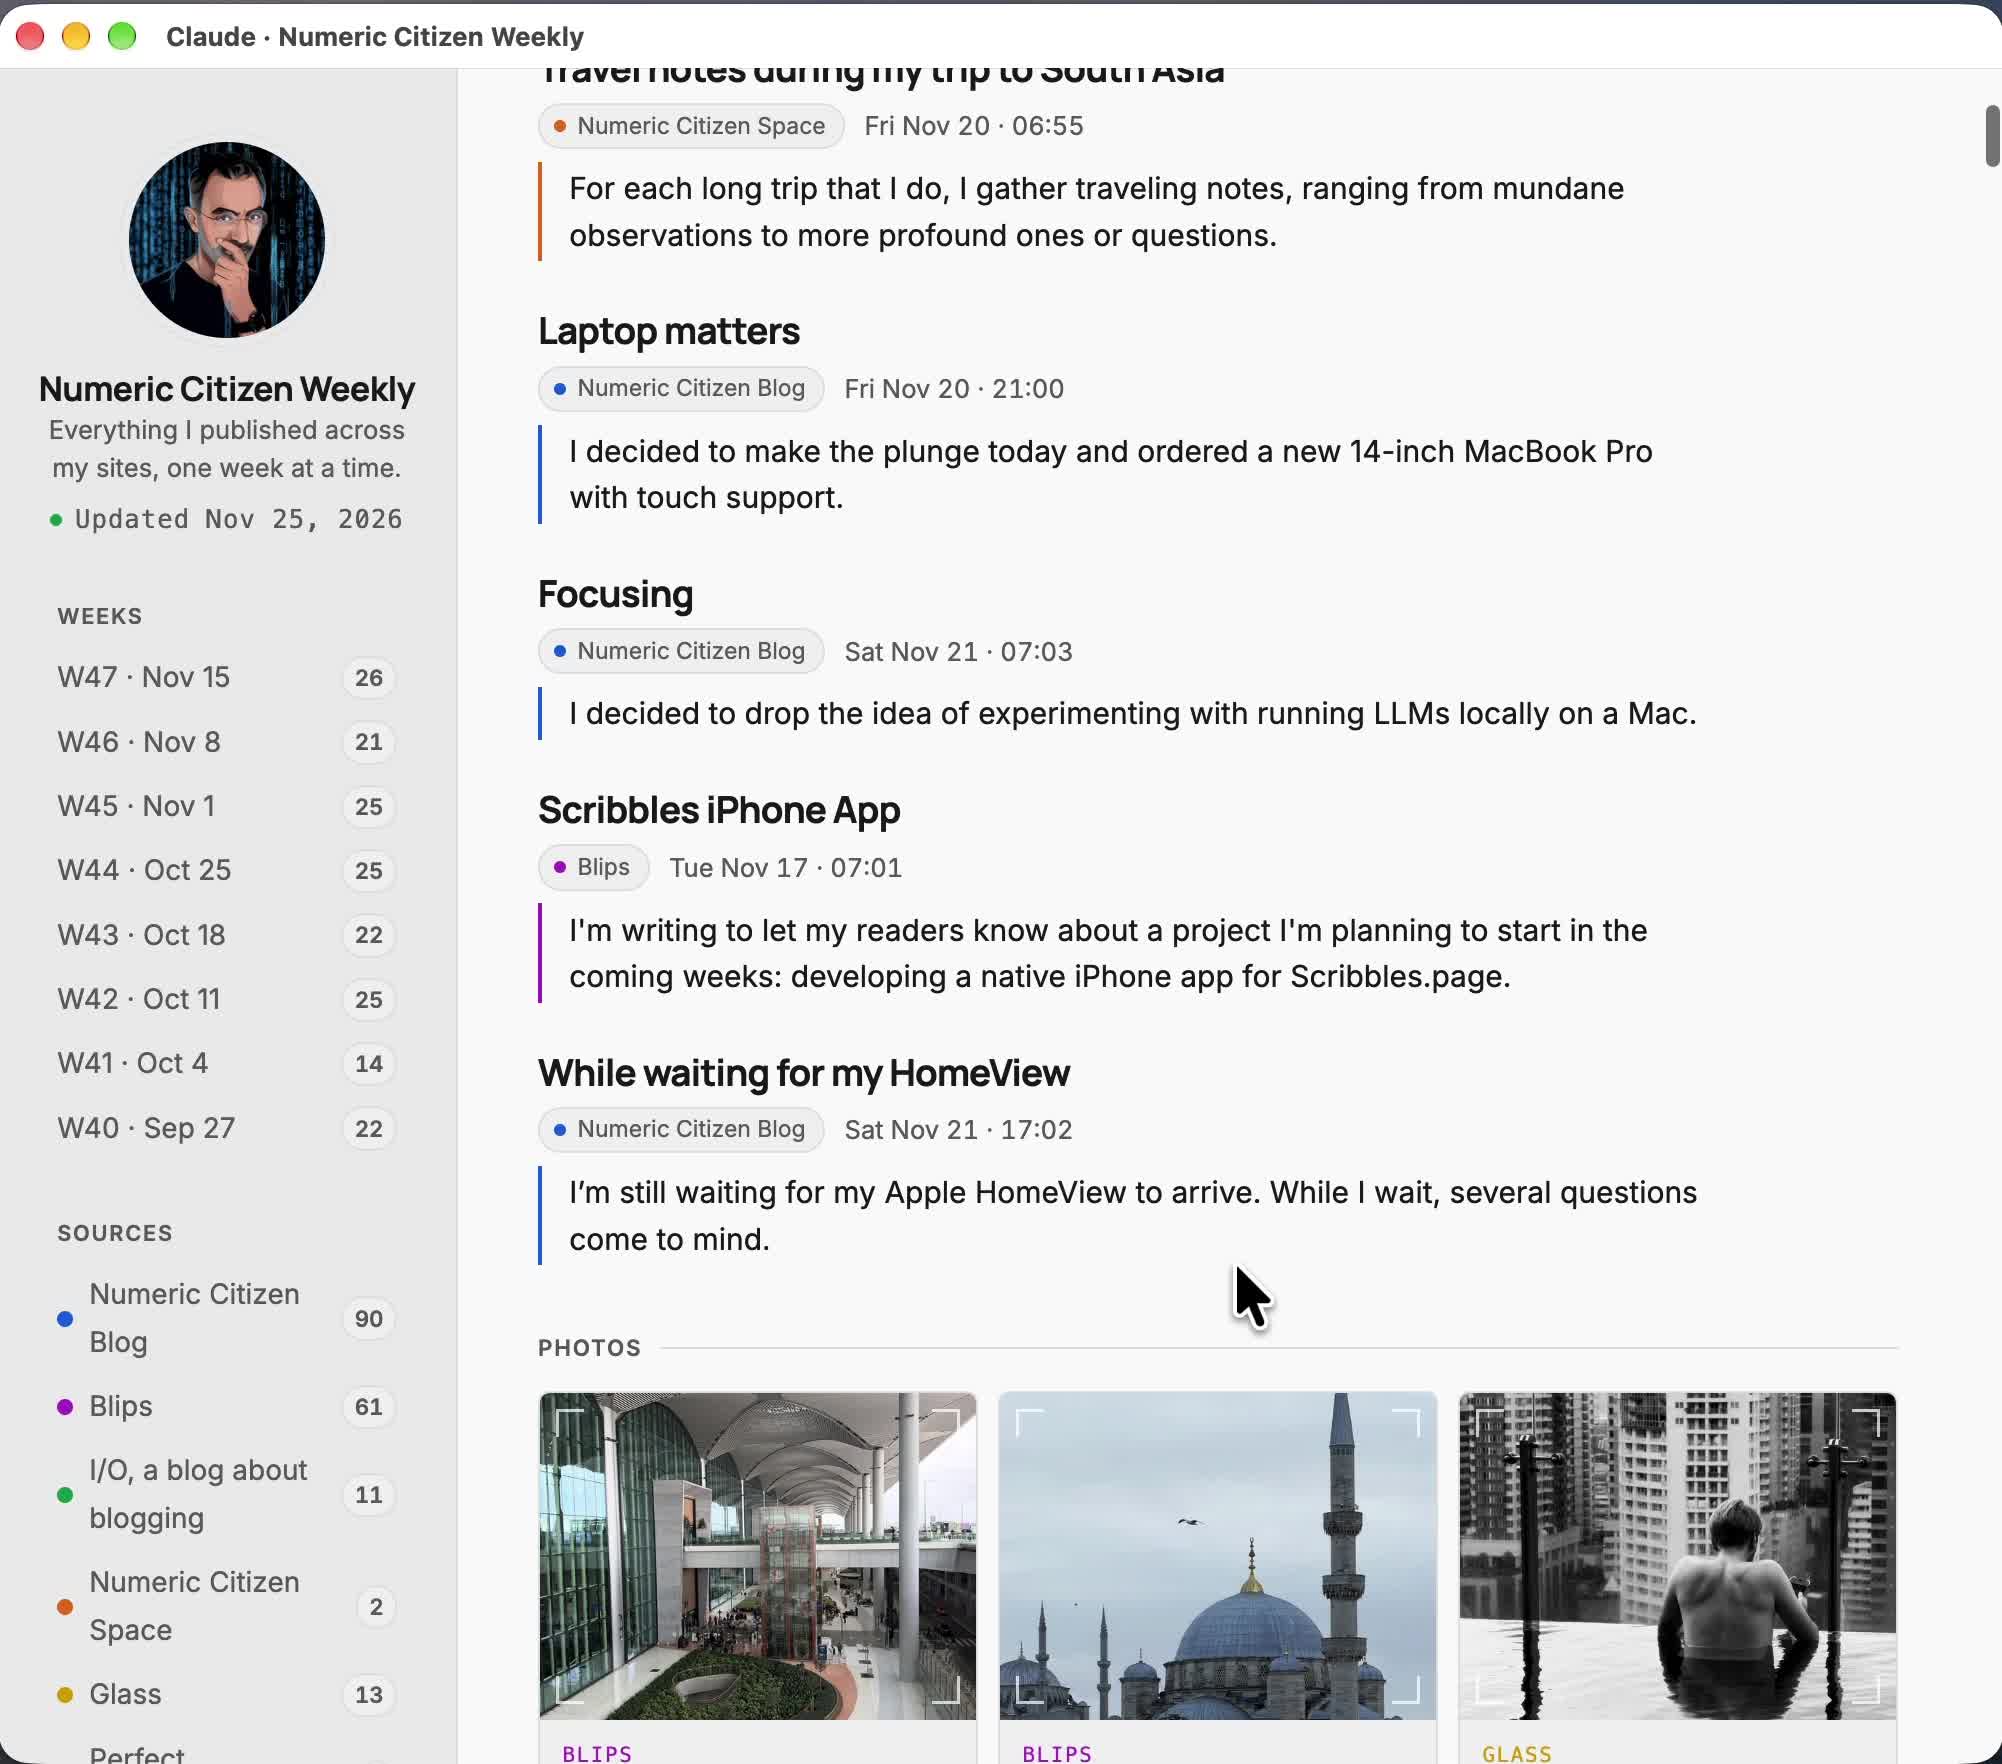 Claude · Numeric Citizen Weekly
Numeric Citizen Weekly
Everything I published across
my sites, one week at a time.
Updated Nov 25, 2026
WEEKS
W47 · Nov 15
26
W46 · Nov 8
21
W45 · Nov 1
25
W44 · Oct 25
25
W43 · Oct 18
22
W42 · Oct 11
25
W41 · Oct 4
14
W40 · Sep 27
22
SOURCES
Numeric Citizen
Blog
90
Blips
61
I/O, a blog about
blogging
11
Numeric Citizen
Space
2
Glass
13
Perfect
Travel notes during my trip to South Asia
Numeric Citizen Space
Fri Nov 20 · 06:55
For each long trip that I do, I gather traveling notes, ranging from mundane
observations to more profound ones or questions.
Laptop matters
Numeric Citizen Blog
Fri Nov 20 · 21:00
I decided to make the plunge today and ordered a new 14-inch MacBook Pro
with touch support.
Focusing
Numeric Citizen Blog
Sat Nov 21 · 07:03
I decided to drop the idea of experimenting with running LLMs locally on a Mac.
Scribbles iPhone App
Blips
Tue Nov 17 · 07:01
I'm writing to let my readers know about a project I'm planning to start in the
coming weeks: developing a native iPhone app for Scribbles.page.
While waiting for my HomeView
Numeric Citizen Blog
Sat Nov 21 · 17:02
I’m still waiting for my Apple HomeView to arrive. While I wait, several questions
come to mind.
PHOTOS
BLIPS
BLIPS
GLASS